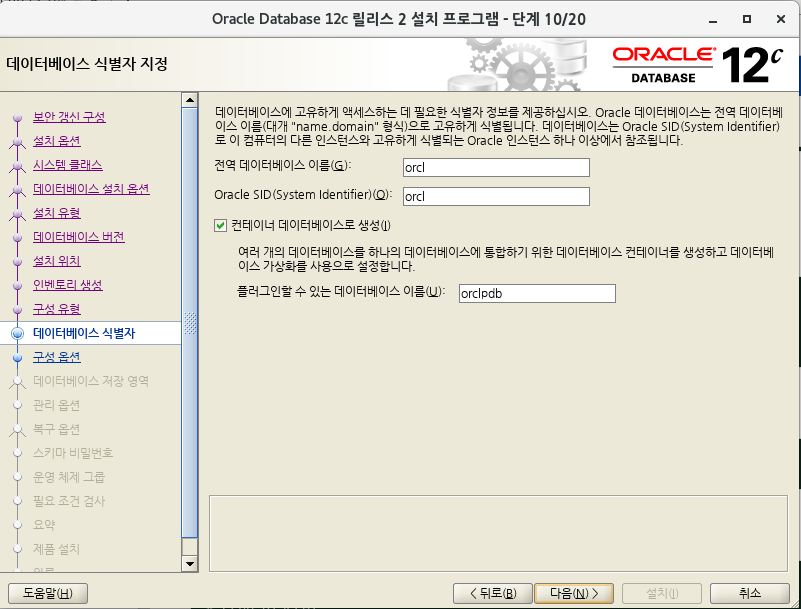 Oracle Database 12c 릴리스 2 설치 프로그램 - 단계 10/20
데이터베이스 식별자 지정
ORACLE
DATABASE
12c
보안 갱신 구성
설치 옵션
시스템 클래스
데이터베이스 설치 옵션
설치 유형
데이터베이스 버전
설치 위치
인벤토리 생성
구성 유형
데이터베이스 식별자
구성 옵션
데이터베이스 저장 영역
관리 옵션
복구 옵션
스키마 비밀번호
운영 체제 그룹
필요 조건 검사
요약
제품 설치
데이터베이스에 고유하게 액세스하는 데 필요한 식별자 정보를 제공하십시오. Oracle 데이터베이스는 전역 데이터베
이스 이름(대개 "name.domain" 형식)으로 고유하게 식별됩니다. 데이터베이스는 Oracle SID(System Identifier)
로 이 컴퓨터의 다른 인스턴스와 고유하게 식별되는 Oracle 인스턴스 하나 이상에서 참조됩니다.
전역 데이터베이스 이름(G): orcl
Oracle SID(System Identifier)(O): orcl
컨테이너 데이터베이스로 생성(I)
여러 개의 데이터베이스를 하나의 데이터베이스에 통합하기 위한 데이터베이스 컨테이너를 생성하고 데이터베
이스 가상화를 사용으로 설정합니다.
플러그인할 수 있는 데이터베이스 이름(U): orclpdb
도움말(H)
< 뒤로(B)
다음(N) >
설치(I)
취소